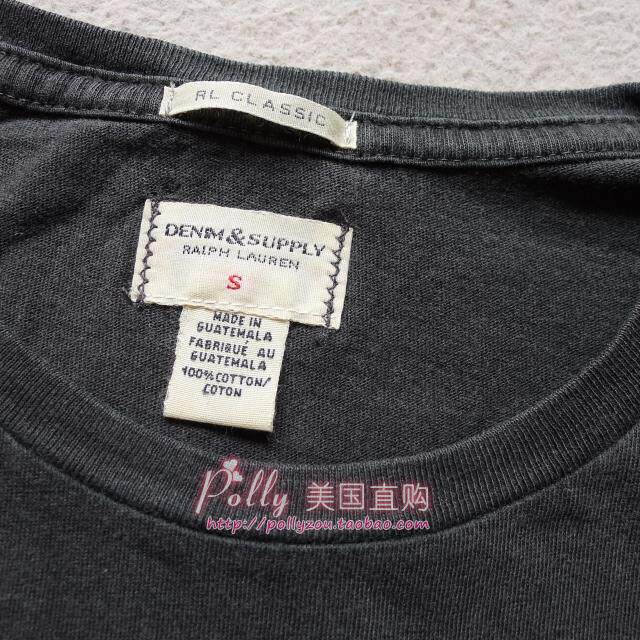 RL CLASSIC
DENIM&SUPPLY
RALPH LAUREN
S
MADE IN
GUATEMALA
FABRIQUÉ AU
GUATEMALA
100%COTTON/
COTON
Polly 美国直购
http://pollyzou.taobao.com